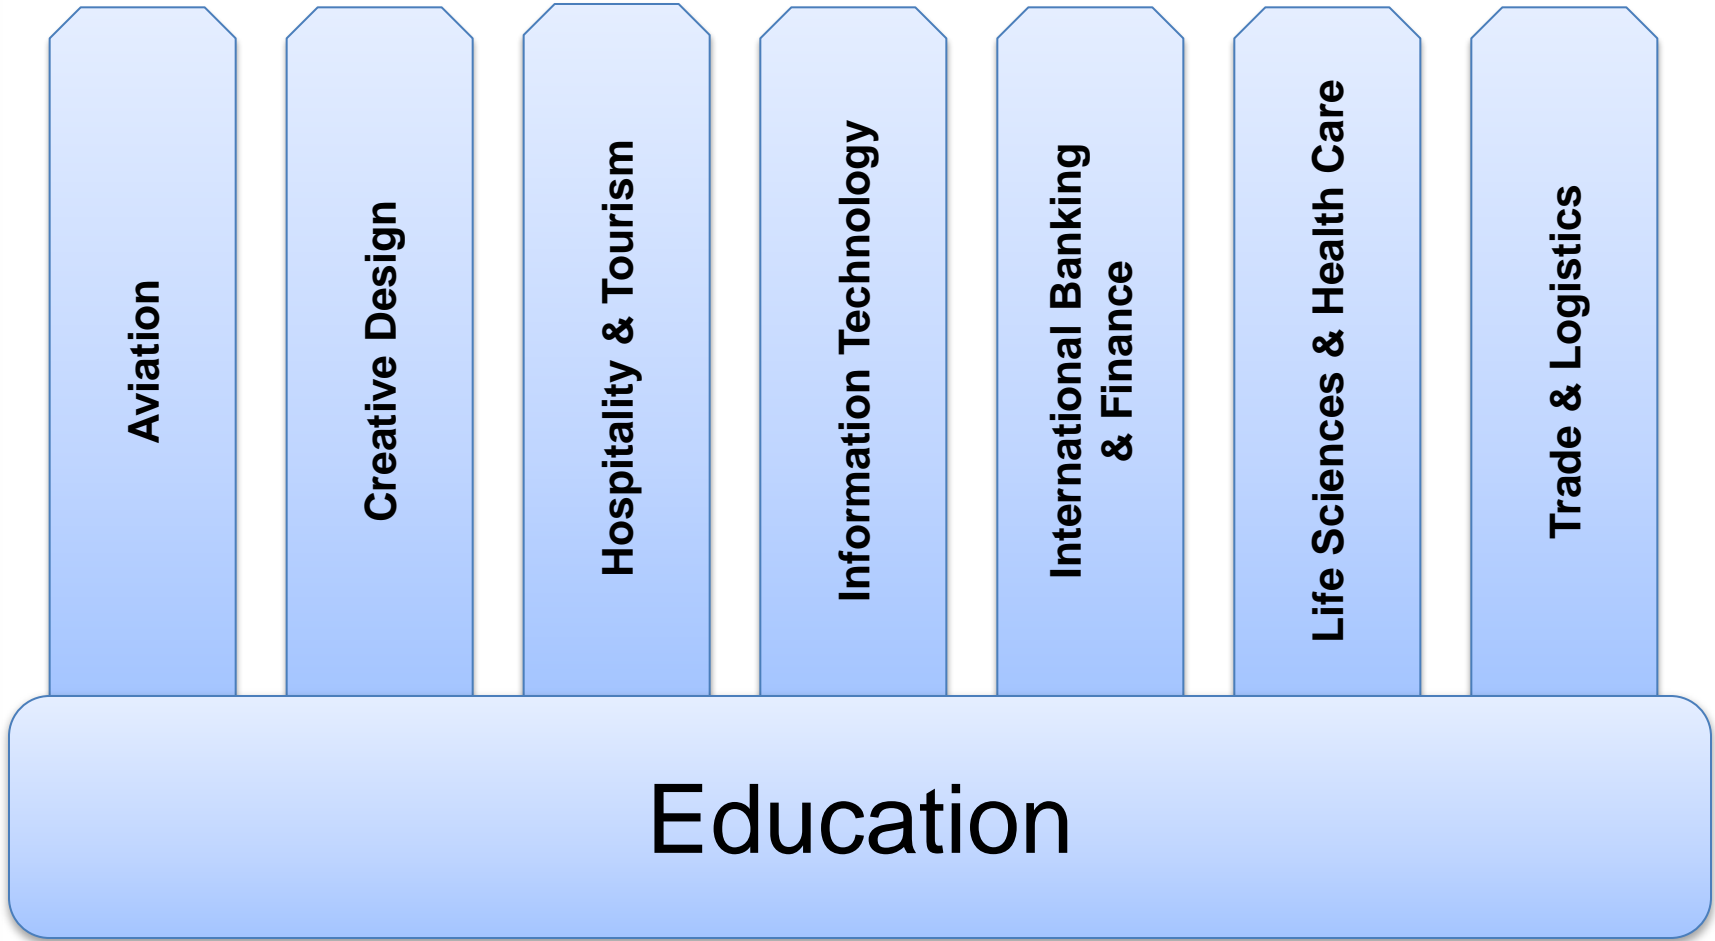 Aviation
Creative Design
Hospitality & Tourism
Information Technology
International Banking
& Finance
Life Sciences & Health Care
Trade & Logistics
Education